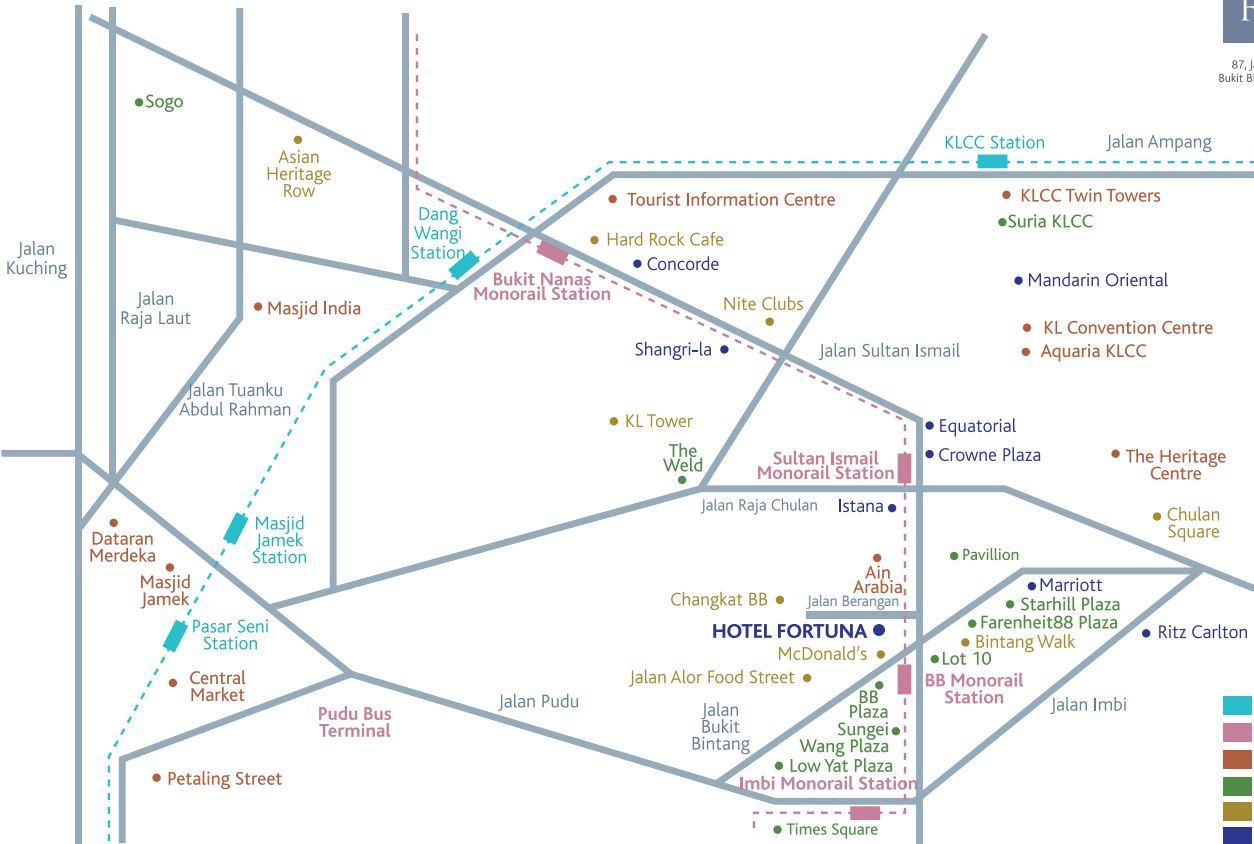 87, J
Bukit Bi
Sogo
Asian
Heritage
Row
KLCC Station
Jalan Ampang
Tourist Information Centre
KLCC Twin Towers
Suria KLCC
Dang
Wangi
Station
Hard Rock Cafe
Concorde
Jalan
Kuching
Bukit Nanas
Monorail Station
Mandarin Oriental
Jalan
Raja Laut
Masjid India
Nite Clubs
KL Convention Centre
Aquaria KLCC
Shangri-la
Jalan Sultan Ismail
Jalan Tuanku
Abdul Rahman
KL Tower
Equatorial
The
Weld
Sultan Ismail
Monorail Station
Crowne Plaza
The Heritage
Centre
Jalan Raja Chulan
Istana
Chulan
Square
Dataran
Merdeka
Masjid
Jamek
Station
Masjid
Jamek
Pavillion
Ain
Arabia
Changkat BB
Jalan Berangan
Marriott
Starhill Plaza
Farenheit88 Plaza
Pasar Seni
Station
HOTEL FORTUNA
Bintang Walk
Ritz Carlton
McDonald's
Lot 10
Central
Market
Jalan Alor Food Street
BB Monorail
Station
BB
Plaza
Jalan Pudu
Pudu Bus
Terminal
Jalan
Bukit
Bintang
Jalan Imbi
Sungei
Wang Plaza
Low Yat Plaza
Petaling Street
Imbi Monorail Station
Times Square